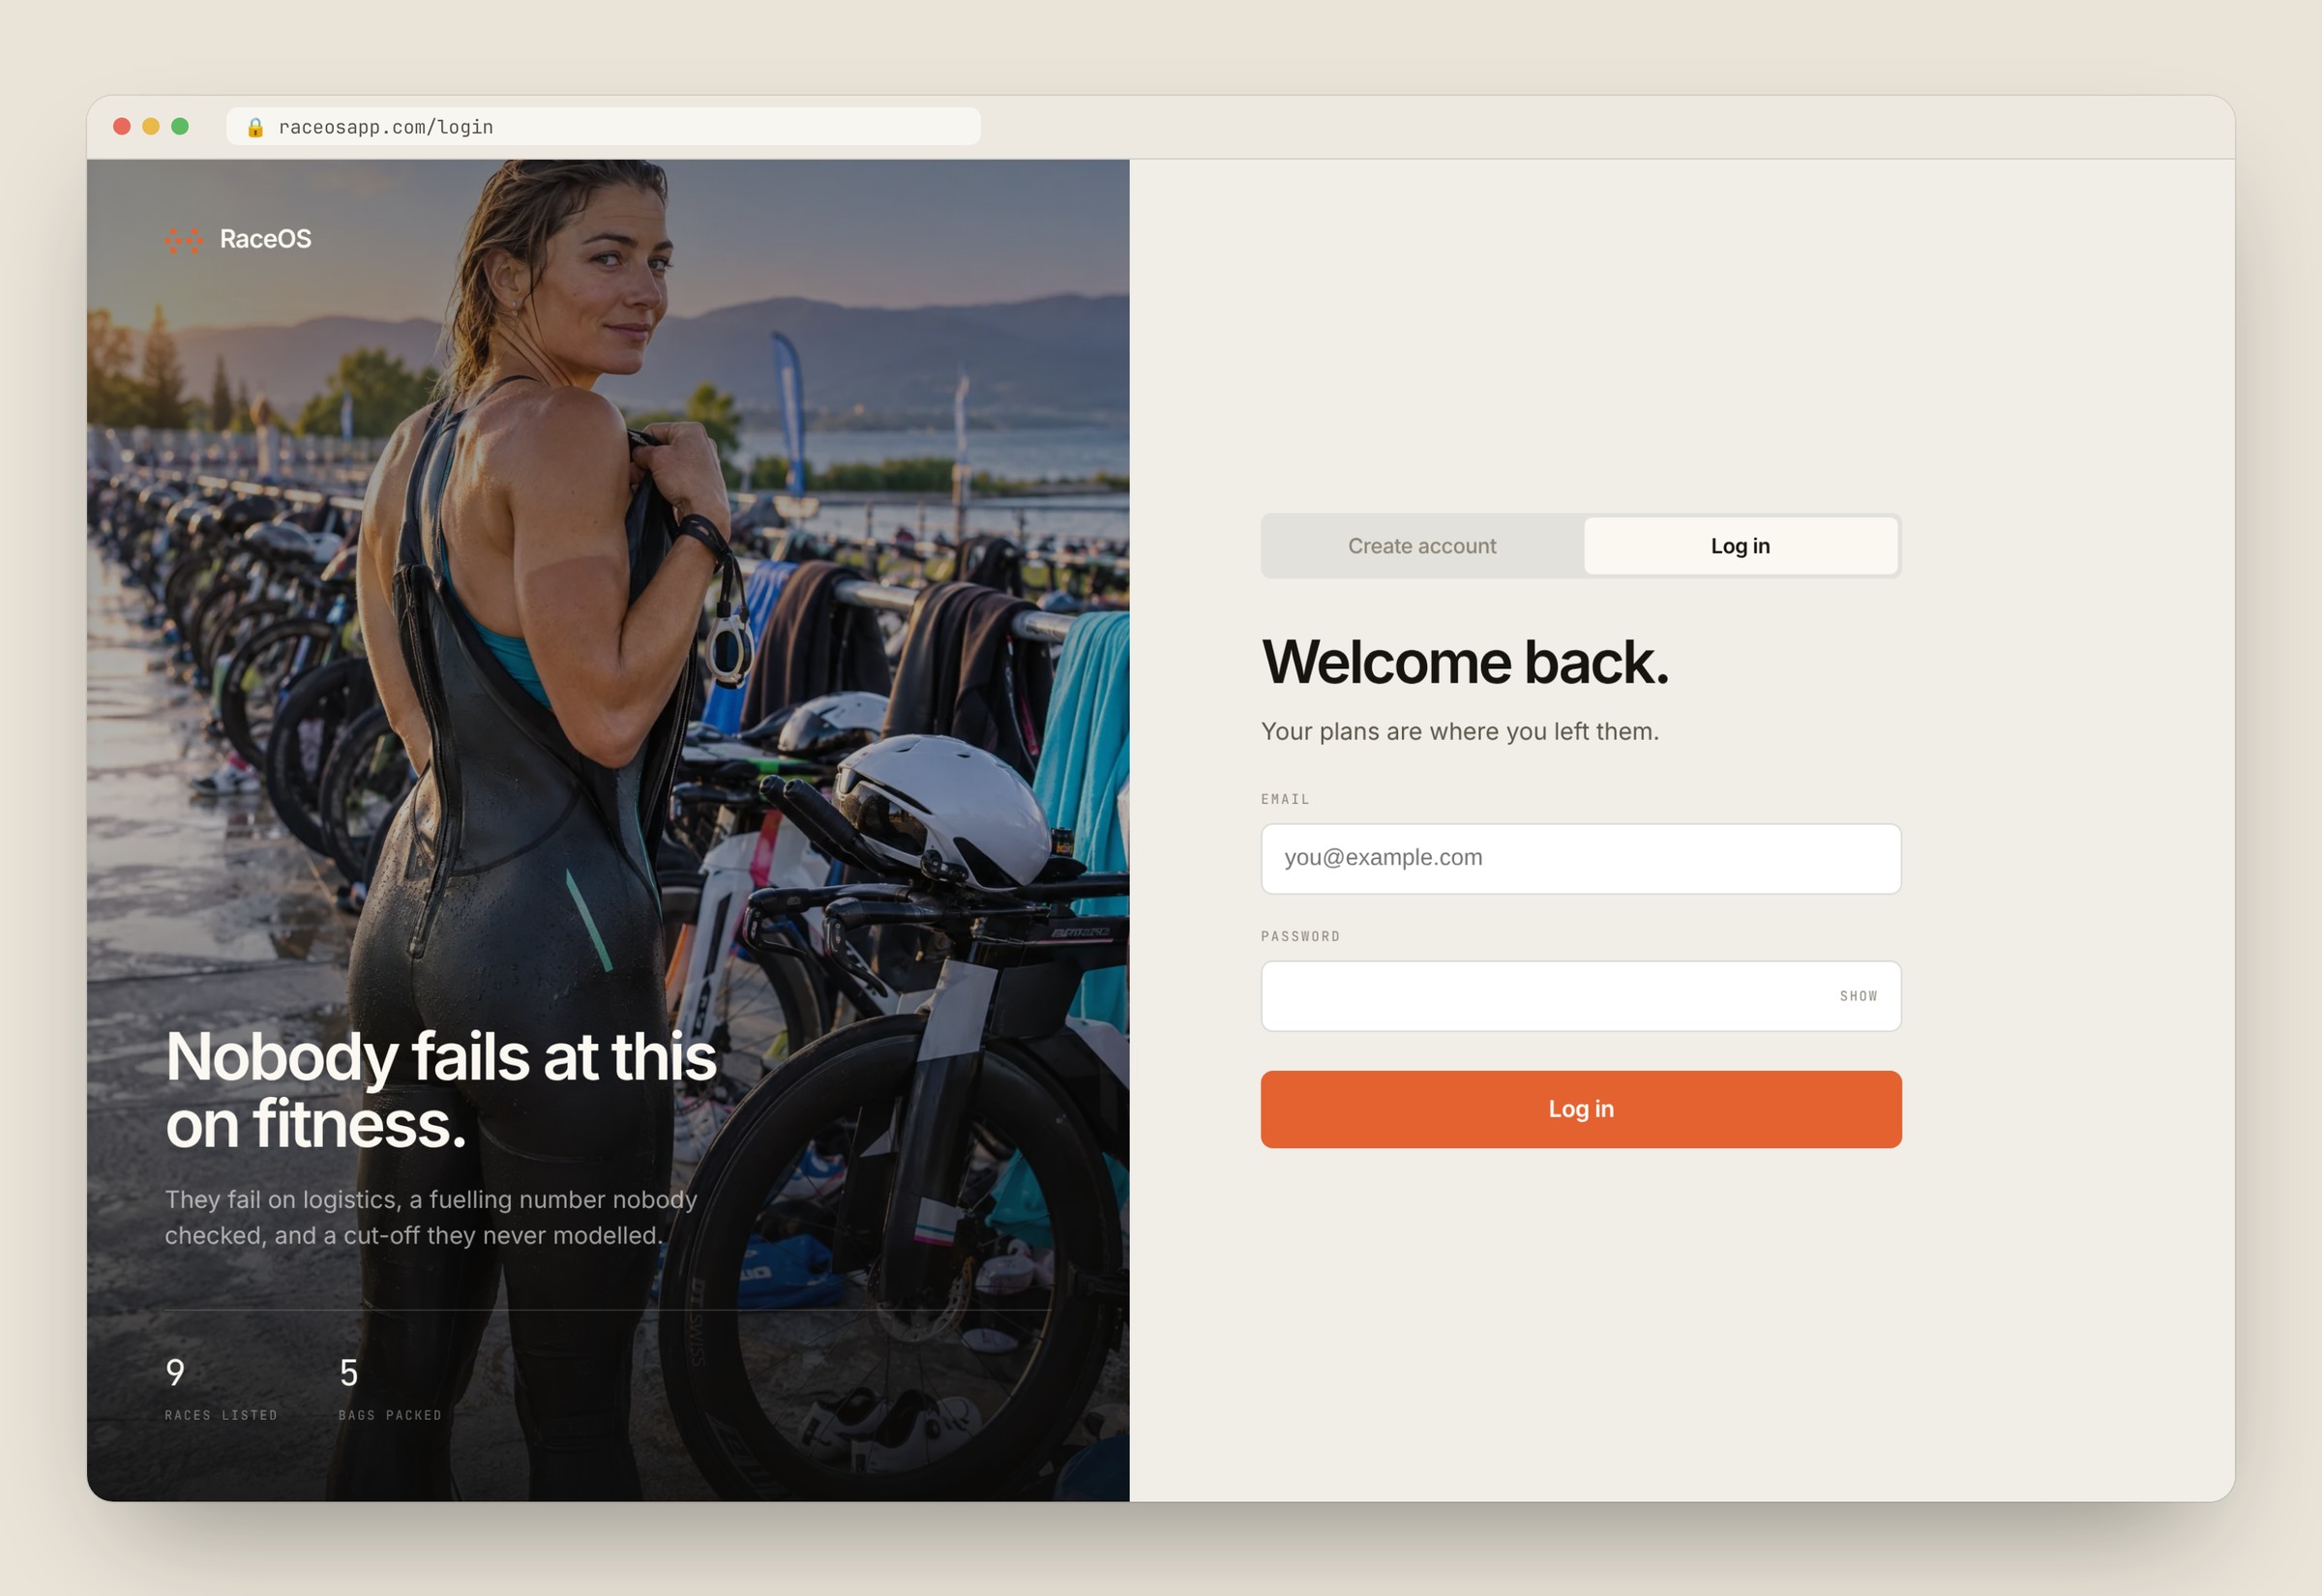 raceosapp.com/login
RaceOS
Nobody fails at this
on fitness.
They fail on logistics, a fuelling number nobody
checked, and a cut-off they never modelled.
9
RACES LISTED
5
BAGS PACKED
DT SWISS
Create account
Log in
Welcome back.
Your plans are where you left them.
EMAIL
you@example.com
PASSWORD
SHOW
Log in